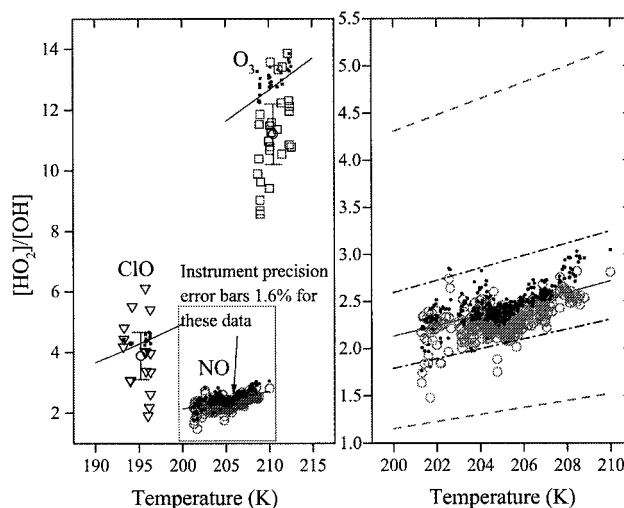 [HO2]/[OH]
14
12
10
8
6
4
2
O3
ClO
Instrument precision
error bars 1.6% for
these data
NO
190 195 200 205 210 215
Temperature (K)
5.5
5.0
4.5
4.0
3.5
3.0
2.5
2.0
1.5
1.0
200 202 204 206 208 210
Temperature (K)